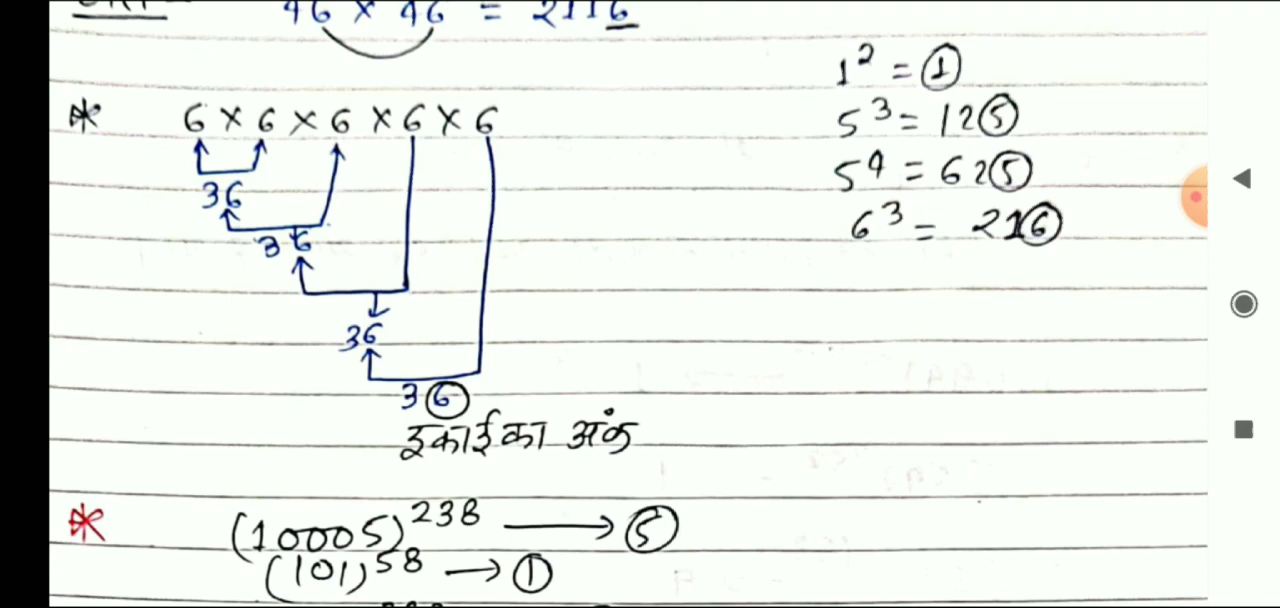 46 × 46 = 2116
1² = 1
5³ = 125
5⁴ = 625
6³ = 216
* 6 × 6 × 6 × 6 × 6
36
36
36
36
इकाई का अंक
* (10005)²³⁸ → 5
(101)⁵⁸ → 1